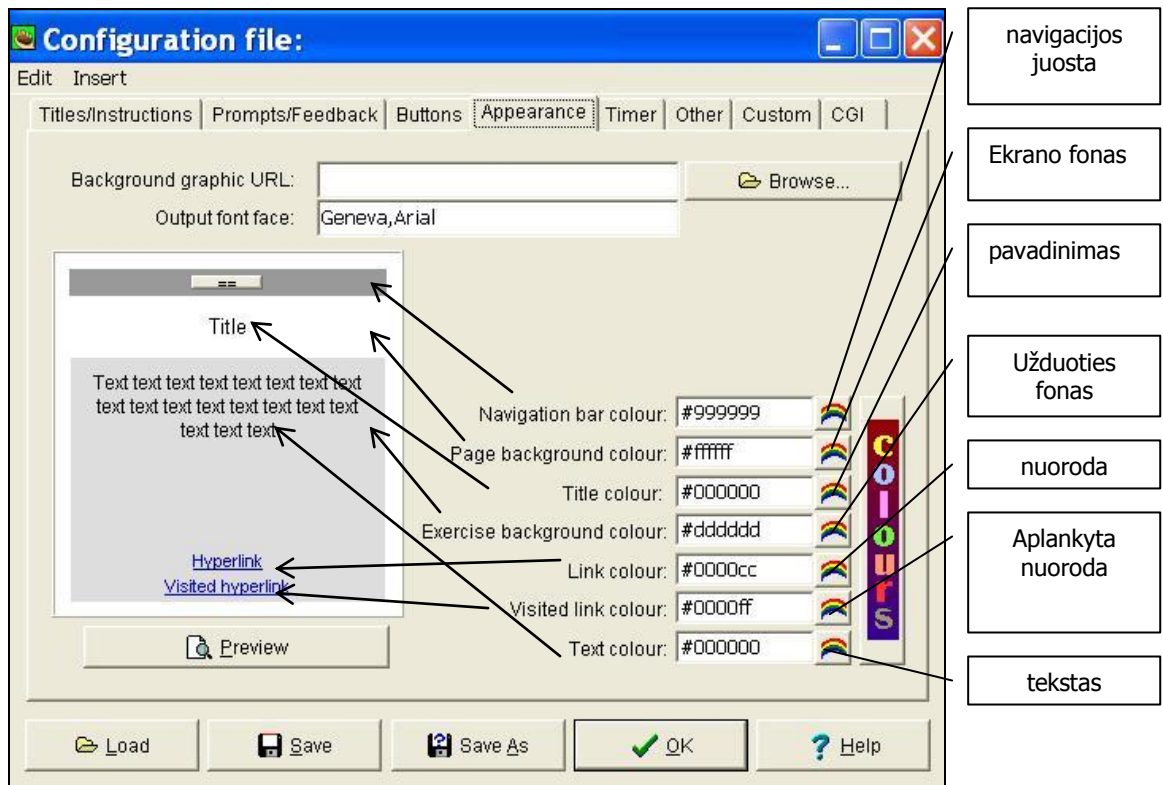 Configuration file:
Edit Insert
Titles/Instructions Prompts/Feedback Buttons Appearance Timer Other Custom CGI
Background graphic URL:
Browse...
Output font face: Geneva,Arial
==
Title
Text text text text text text text text
text text text text text text text text
text text text
Hyperlink
Visited hyperlink
Preview
Navigation bar colour: #999999
Page background colour: #ffffff
Title colour: #000000
Exercise background colour: #dddddd
Link colour: #0000cc
Visited link colour: #0000ff
Text colour: #000000
Colours
Load Save Save As OK Help
navigacijos
juosta
Ekrano fonas
pavadinimas
Užduoties
fonas
nuoroda
Aplankyta
nuoroda
tekstas